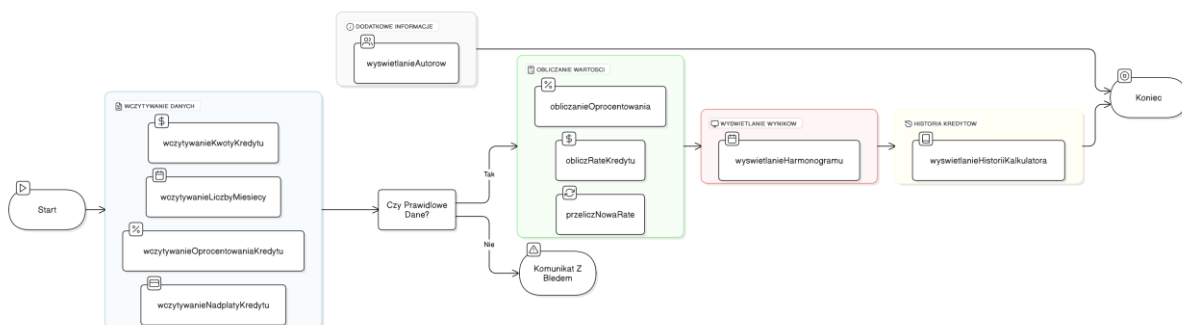 DODATKOWE INFORMACJE
wyswietlanieAutorow
Koniec
WCZYTYWANIE DANYCH
wczytywanieKwotyKredytu
wczytywanieLiczbyMiesiecy
wczytywanieOprocentowaniaKredytu
wczytywanieNadplatyKredytu
Start
Czy Prawidlowe
Dane?
Tak
Nie
OBLICZANIE WARTOSCI
obliczanieOprocentowania
obliczRateKredytu
przeliczNowaRate
Komunikat Z
Bledem
WYSWIETLANIE WYNIKOW
wyswietlanieHarmonogramu
HISTORIA KREDYTOW
wyswietlanieHistoriiKalkulatora